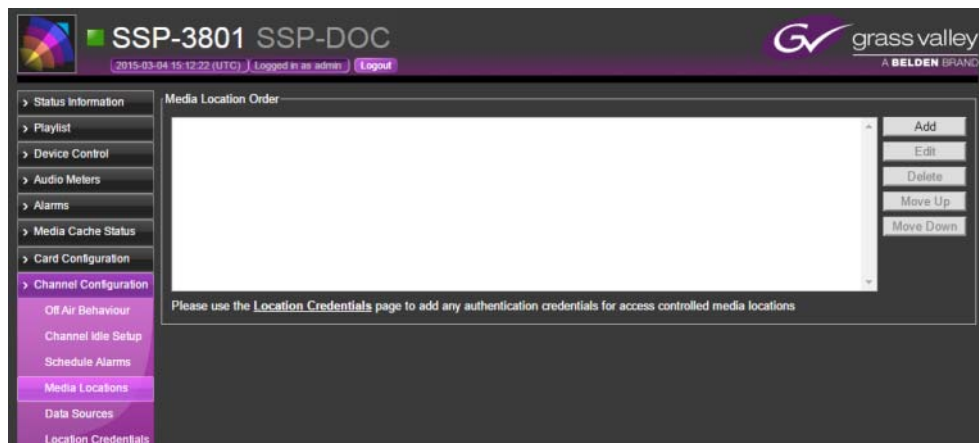 SSP-3801 SSP-DOC
2015-03-04 15:12:22 (UTC) Logged in as admin Logout
GV grass valley
A BELDEN BRAND
Status Information
Playlist
Device Control
Audio Meters
Alarms
Media Cache Status
Card Configuration
Channel Configuration
Off Air Behaviour
Channel Idle Setup
Schedule Alarms
Media Locations
Data Sources
Location Credentials
Media Location Order
Add
Edit
Delete
Move Up
Move Down
Please use the Location Credentials page to add any authentication credentials for access controlled media locations